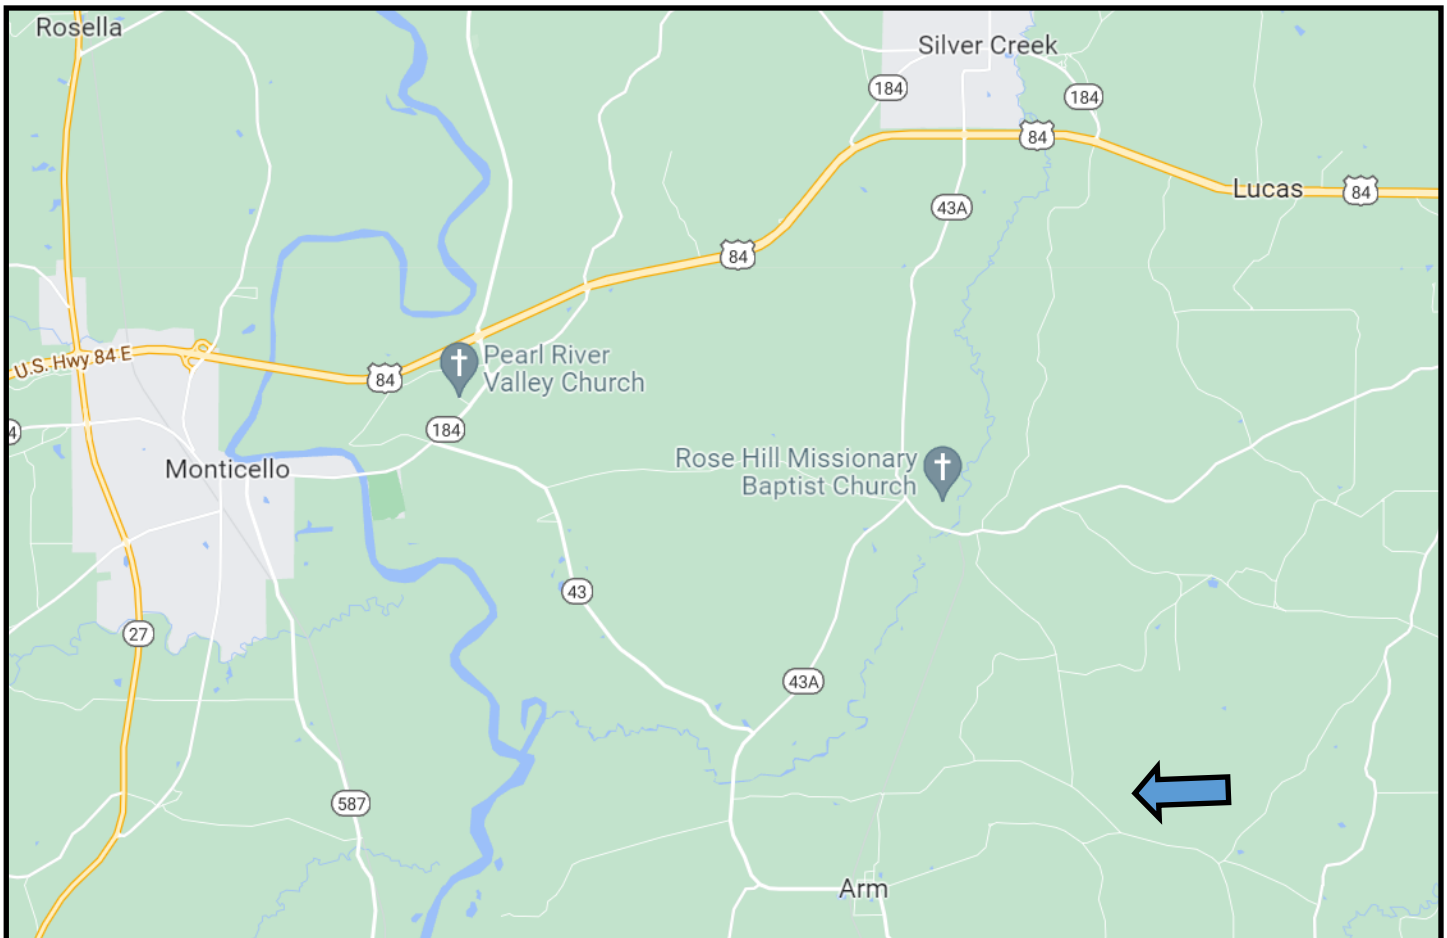 Rosella
Silver Creek
184
184
84
Lucas
84
43A
84
U.S. Hwy 84 E
84
Pearl River
Valley Church
4
184
Monticello
Rose Hill Missionary
Baptist Church
43
27
43A
587
Arm